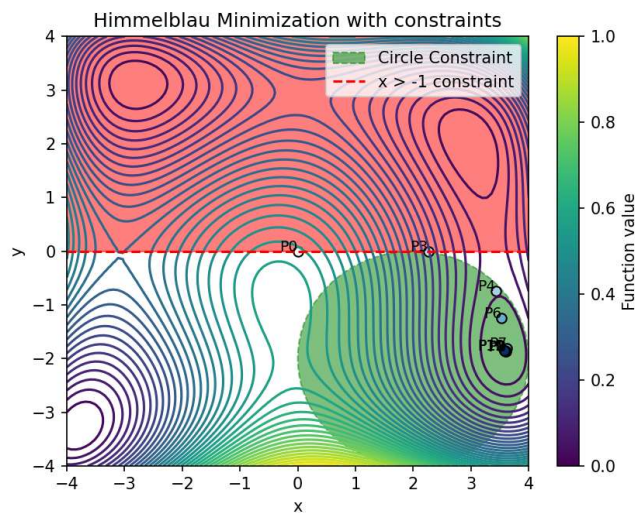 Himmelblau Minimization with constraints
Circle Constraint
x > -1 constraint
4
3
2
1
0
−1
−2
−3
−4
y
P0
P3
P4
P6
−4
−3
−2
−1
0
1
2
3
4
x
1.0
0.8
0.6
0.4
0.2
0.0
Function value